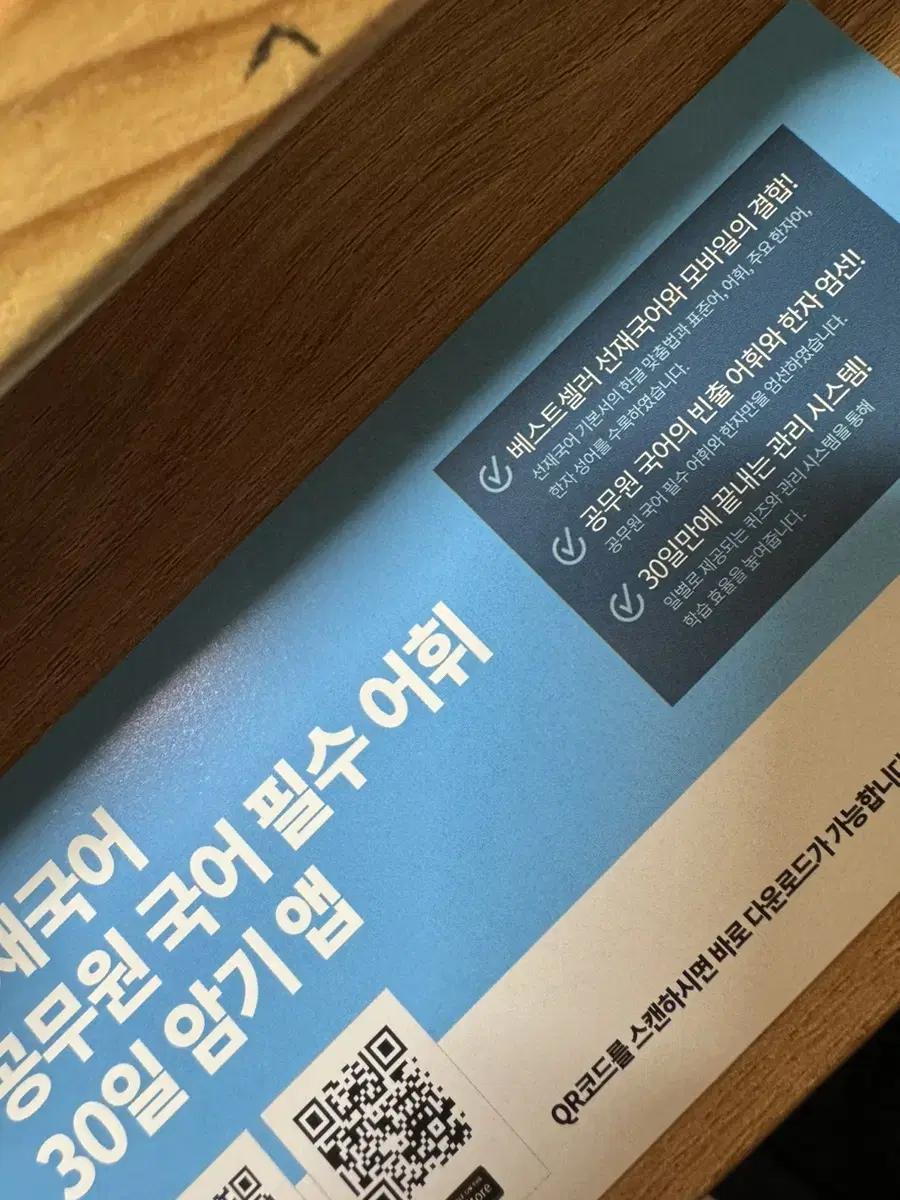 베스트셀러 선재국어와 모바일의 결합!
선재국어 기본서의 한글 맞춤법과 표준어, 어휘, 주요 한자어,
한자 성어를 수록하였습니다.
공무원 국어의 빈출 어휘와 한자 엄선!
공무원 국어 필수 어휘와 한자만을 엄선하였습니다.
30일만에 끝내는 관리 시스템!
일별로 제공되는 퀴즈와 관리 시스템을 통해
학습 효율을 높여줍니다.
재국어
공무원 국어 필수 어휘
30일 암기 앱
QR코드를 스캔하시면 바로 다운로드가 가능합니다